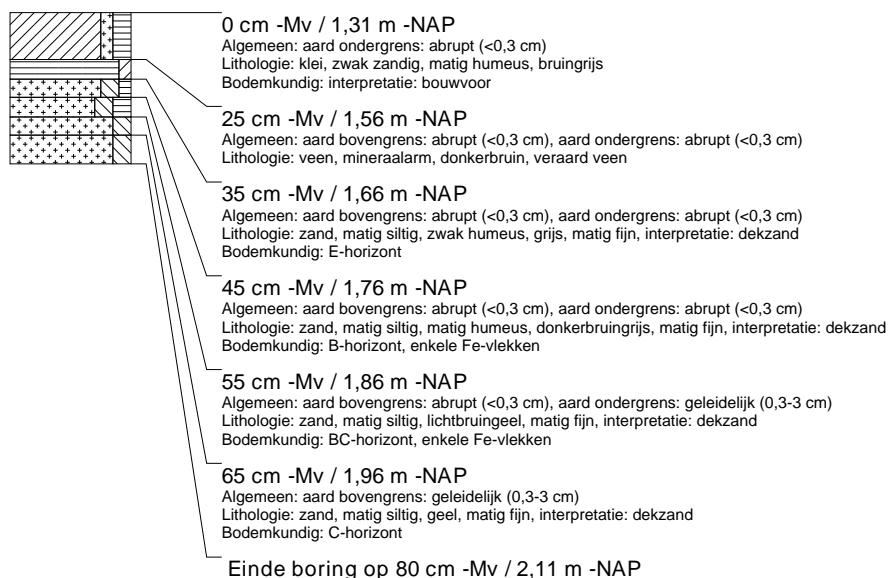 0 cm -Mv / 1,31 m -NAP
Algemeen: aard ondergrens: abrupt (<0,3 cm)
Lithologie: klei, zwak zandig, matig humeus, bruingrijs
Bodemkundig: interpretatie: bouwvoor
25 cm -Mv / 1,56 m -NAP
Algemeen: aard bovengrens: abrupt (<0,3 cm), aard ondergrens: abrupt (<0,3 cm)
Lithologie: veen, mineraalarm, donkerbruin, veraard veen
35 cm -Mv / 1,66 m -NAP
Algemeen: aard bovengrens: abrupt (<0,3 cm), aard ondergrens: abrupt (<0,3 cm)
Lithologie: zand, matig siltig, zwak humeus, grijs, matig fijn, interpretatie: dekzand
Bodemkundig: E-horizont
45 cm -Mv / 1,76 m -NAP
Algemeen: aard bovengrens: abrupt (<0,3 cm), aard ondergrens: abrupt (<0,3 cm)
Lithologie: zand, matig siltig, matig humeus, donkerbruingrijs, matig fijn, interpretatie: dekzand
Bodemkundig: B-horizont, enkele Fe-vlekken
55 cm -Mv / 1,86 m -NAP
Algemeen: aard bovengrens: abrupt (<0,3 cm), aard ondergrens: geleidelijk (0,3-3 cm)
Lithologie: zand, matig siltig, lichtbruingeel, matig fijn, interpretatie: dekzand
Bodemkundig: BC-horizont, enkele Fe-vlekken
65 cm -Mv / 1,96 m -NAP
Algemeen: aard bovengrens: geleidelijk (0,3-3 cm)
Lithologie: zand, matig siltig, geel, matig fijn, interpretatie: dekzand
Bodemkundig: C-horizont
Einde boring op 80 cm -Mv / 2,11 m -NAP